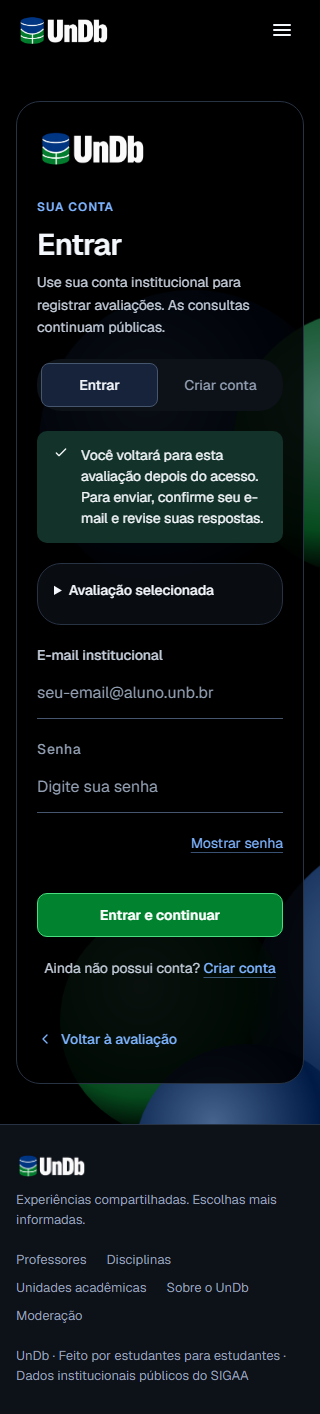 UnDb
UnDb
SUA CONTA
Entrar
Use sua conta institucional para
registrar avaliações. As consultas
continuam públicas.
Entrar
Criar conta
Você voltará para esta
avaliação depois do acesso.
Para enviar, confirme seu e-
mail e revise suas respostas.
Avaliação selecionada
E-mail institucional
seu-email@aluno.unb.br
Senha
Digite sua senha
Mostrar senha
Entrar e continuar
Ainda não possui conta? Criar conta
Voltar à avaliação
UnDb
Experiências compartilhadas. Escolhas mais
informadas.
Professores Disciplinas
Unidades acadêmicas Sobre o UnDb
Moderação
UnDb · Feito por estudantes para estudantes ·
Dados institucionais públicos do SIGAA